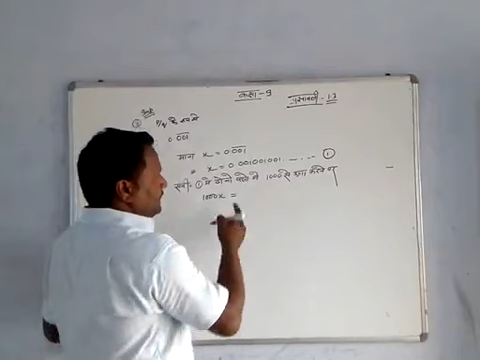 कक्षा - 9
प्रश्नावली 1.3
③ p/q के रूप में
0.001
माना x = 0.001
x = 0.001001001..... ①
समी० ① में दोनों पक्षों में 1000 से गुणा करने पर
1000x =